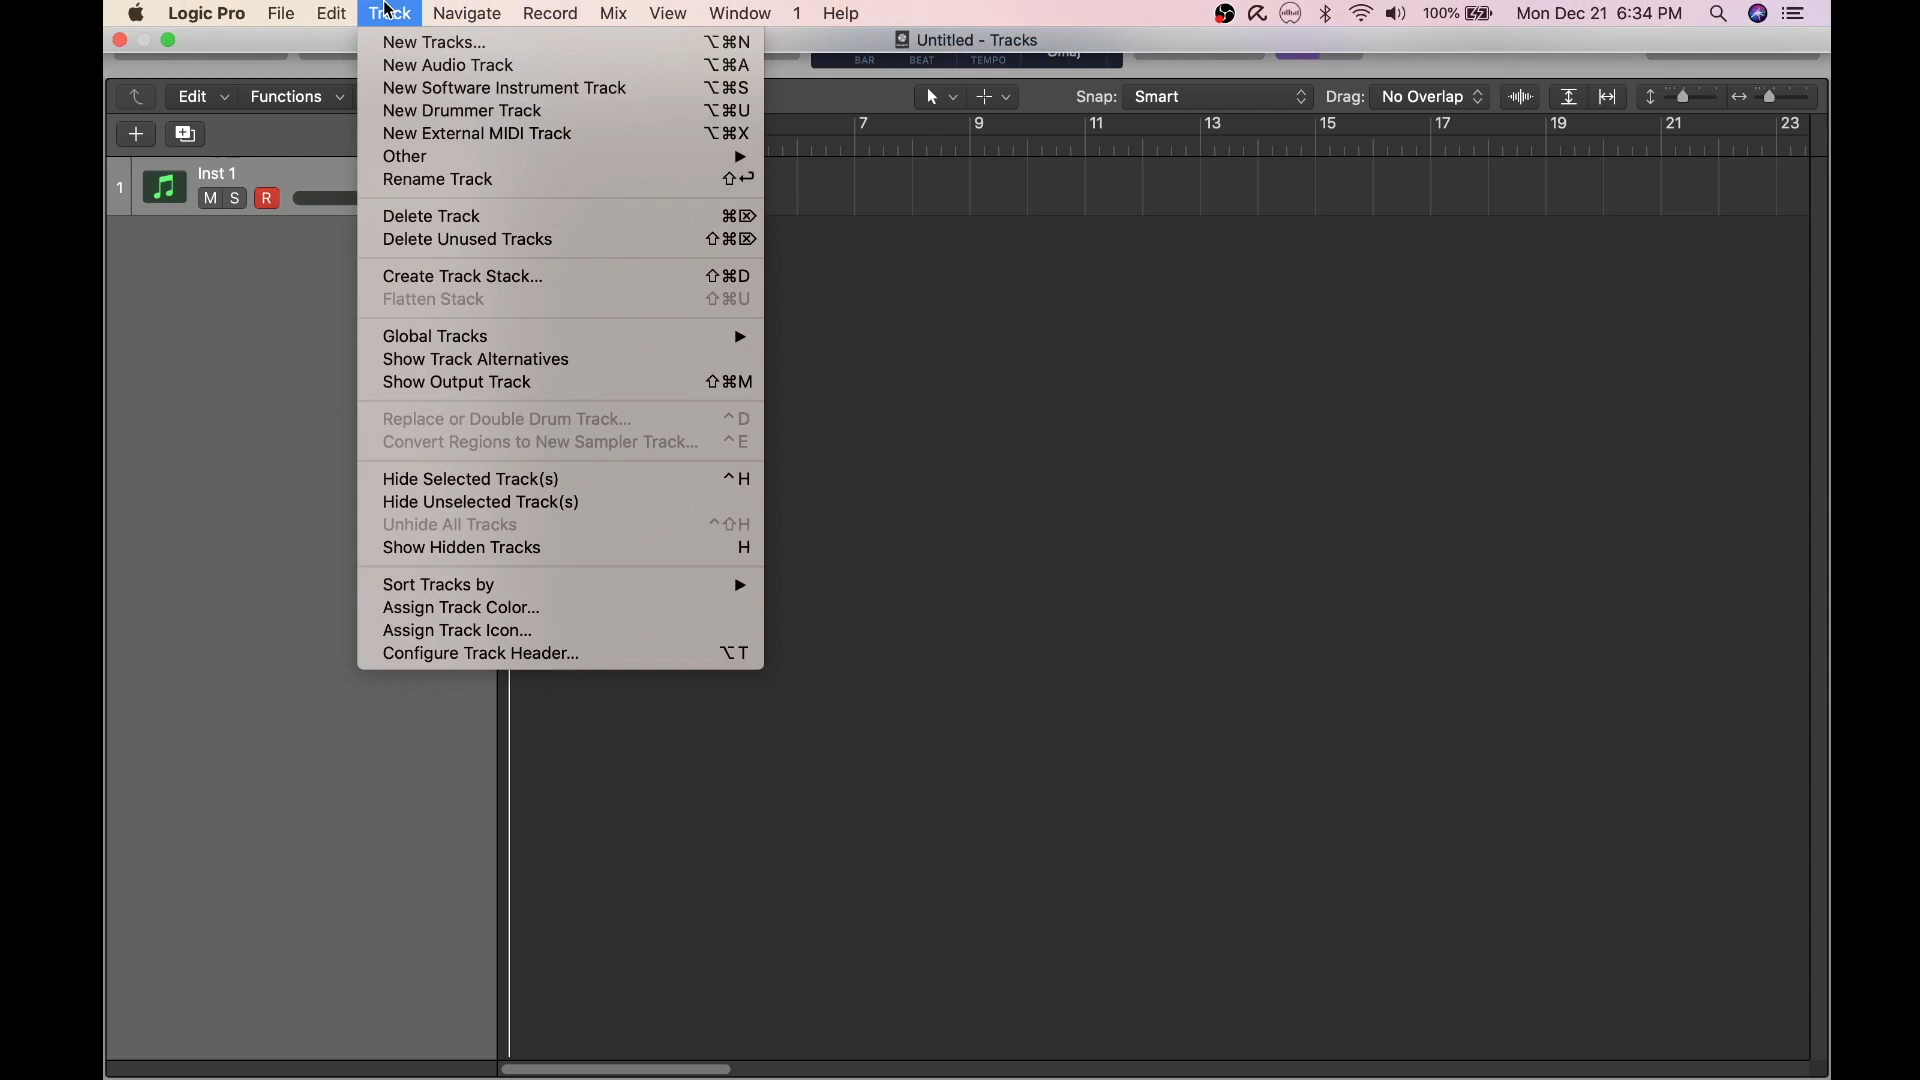 Logic Pro File Edit Track Navigate Record Mix View Window 1 Help 100% Mon Dec 21 6:34 PM
Untitled - Tracks
BAR BEAT TEMPO Cmaj
Edit Functions Snap: Smart Drag: No Overlap
7 9 11 13 15 17 19 21 23
1 Inst 1
M S R
New Tracks... ⌥⌘N
New Audio Track ⌥⌘A
New Software Instrument Track ⌥⌘S
New Drummer Track ⌥⌘U
New External MIDI Track ⌥⌘X
Other ▶
Rename Track ⇧↩
Delete Track ⌘⌦
Delete Unused Tracks ⇧⌘⌦
Create Track Stack... ⇧⌘D
Flatten Stack ⇧⌘U
Global Tracks ▶
Show Track Alternatives
Show Output Track ⇧⌘M
Replace or Double Drum Track... ^D
Convert Regions to New Sampler Track... ^E
Hide Selected Track(s) ^H
Hide Unselected Track(s)
Unhide All Tracks ^⇧H
Show Hidden Tracks H
Sort Tracks by ▶
Assign Track Color...
Assign Track Icon...
Configure Track Header... ⌥T